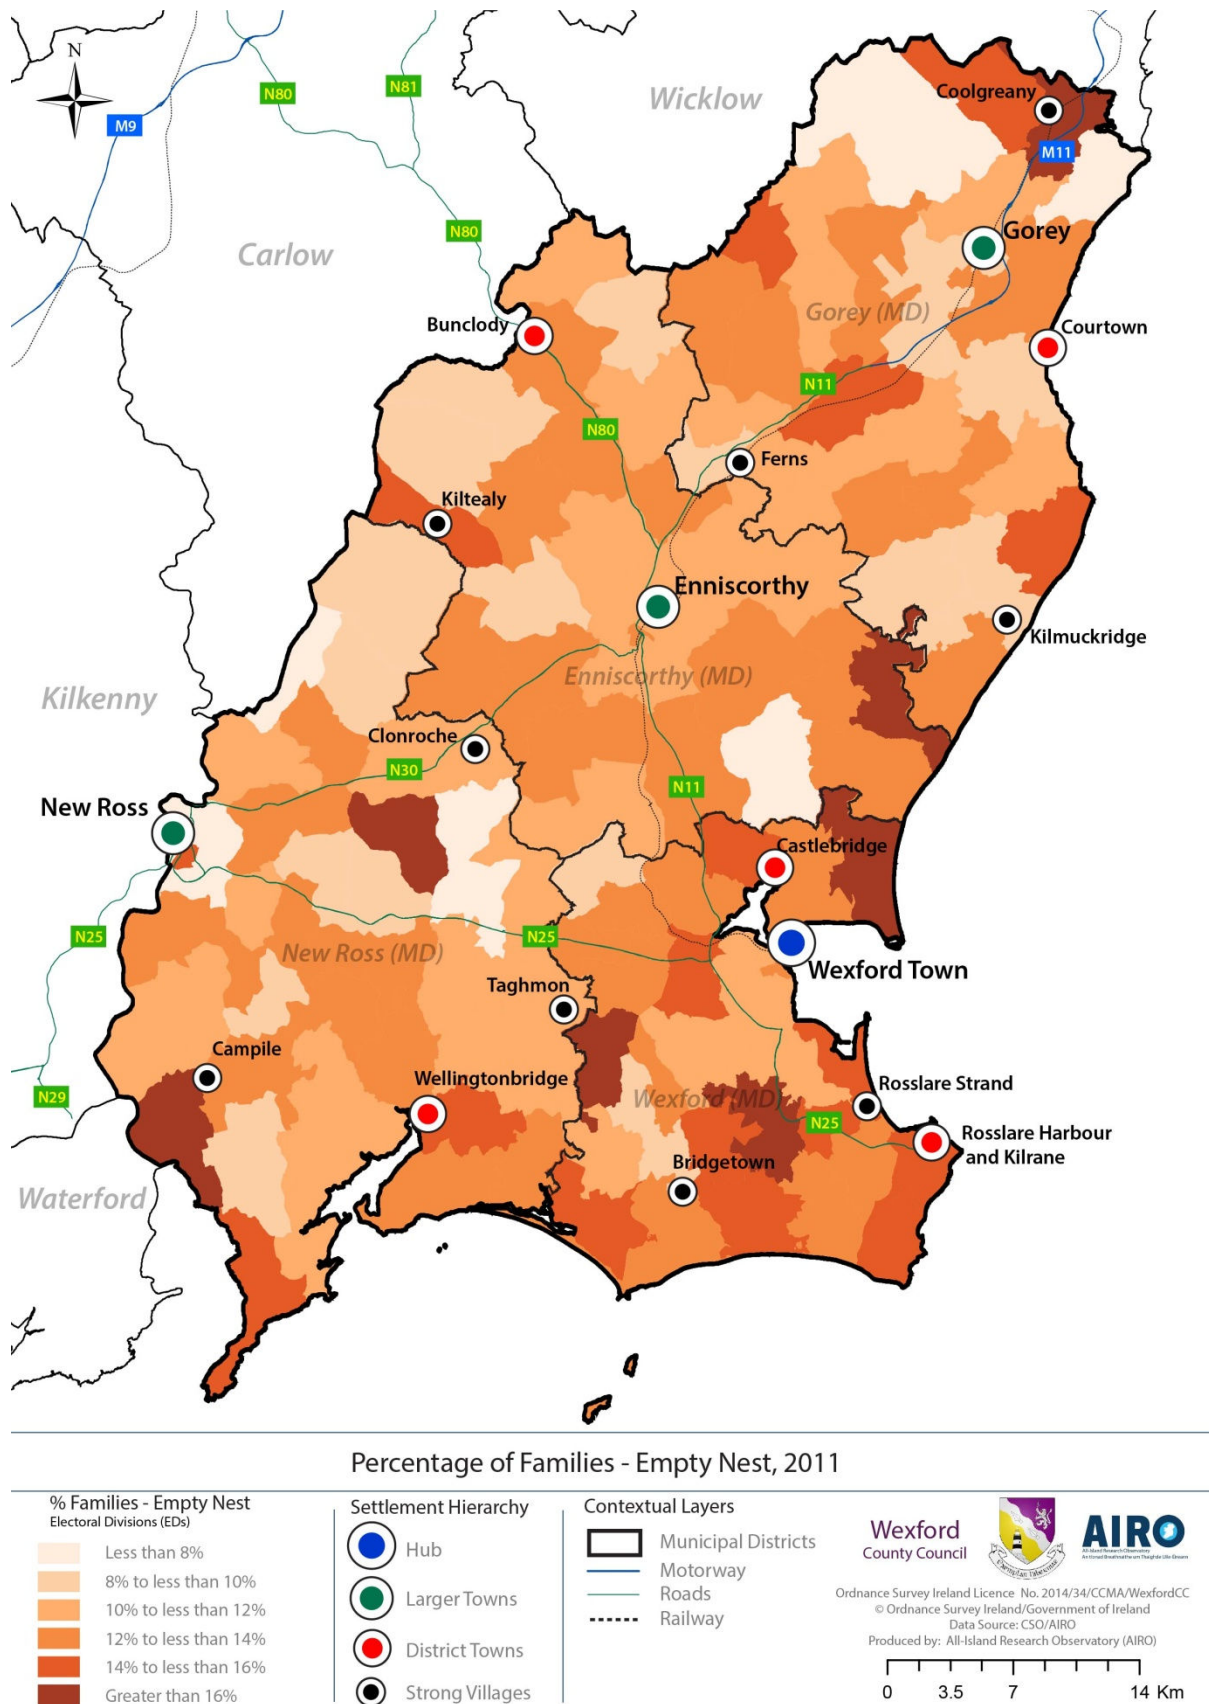 N
N80
N81
M9
Wicklow
Coolgreany
M11
N80
Carlow
Gorey
Gorey (MD)
Bunclody
Courtown
N11
N80
Ferns
Kiltealy
Enniscorthy
Kilmuckridge
Enniscorthy (MD)
Kilkenny
Clonroche
N30
N11
New Ross
Castlebridge
N25
N25
New Ross (MD)
Wexford Town
Taghmon
Campile
Wellingtonbridge
Rosslare Strand
N29
Wexford (MD)
N25
Rosslare Harbour
and Kilrane
Bridgetown
Waterford
Percentage of Families - Empty Nest, 2011
% Families - Empty Nest
Electoral Divisions (EDs)
Less than 8%
8% to less than 10%
10% to less than 12%
12% to less than 14%
14% to less than 16%
Greater than 16%
Settlement Hierarchy
Hub
Larger Towns
District Towns
Strong Villages
Contextual Layers
Municipal Districts
Motorway
Roads
Railway
Wexford
County Council
AIRO
All-Island Research Observatory
Ordnance Survey Ireland Licence No. 2014/34/CCMA/WexfordCC
© Ordnance Survey Ireland/Government of Ireland
Data Source: CSO/AIRO
Produced by: All-Island Research Observatory (AIRO)
0 3.5 7 14 Km